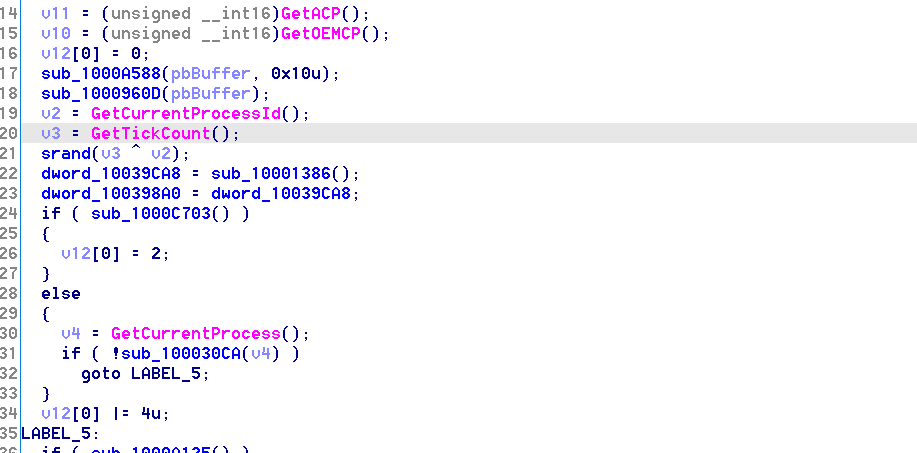 14 v11 = (unsigned __int16)GetACP();
15 v10 = (unsigned __int16)GetOEMCP();
16 v12[0] = 0;
17 sub_1000A588(pbBuffer, 0x10u);
18 sub_1000960D(pbBuffer);
19 v2 = GetCurrentProcessId();
20 v3 = GetTickCount();
21 srand(v3 ^ v2);
22 dword_10039CA8 = sub_10001386();
23 dword_100398A0 = dword_10039CA8;
24 if ( sub_1000C703() )
25 {
26 v12[0] = 2;
27 }
28 else
29 {
30 v4 = GetCurrentProcess();
31 if ( !sub_100030CA(v4) )
32 goto LABEL_5;
33 }
34 v12[0] |= 4u;
35 LABEL_5:
36 if ( sub_1000A135() )